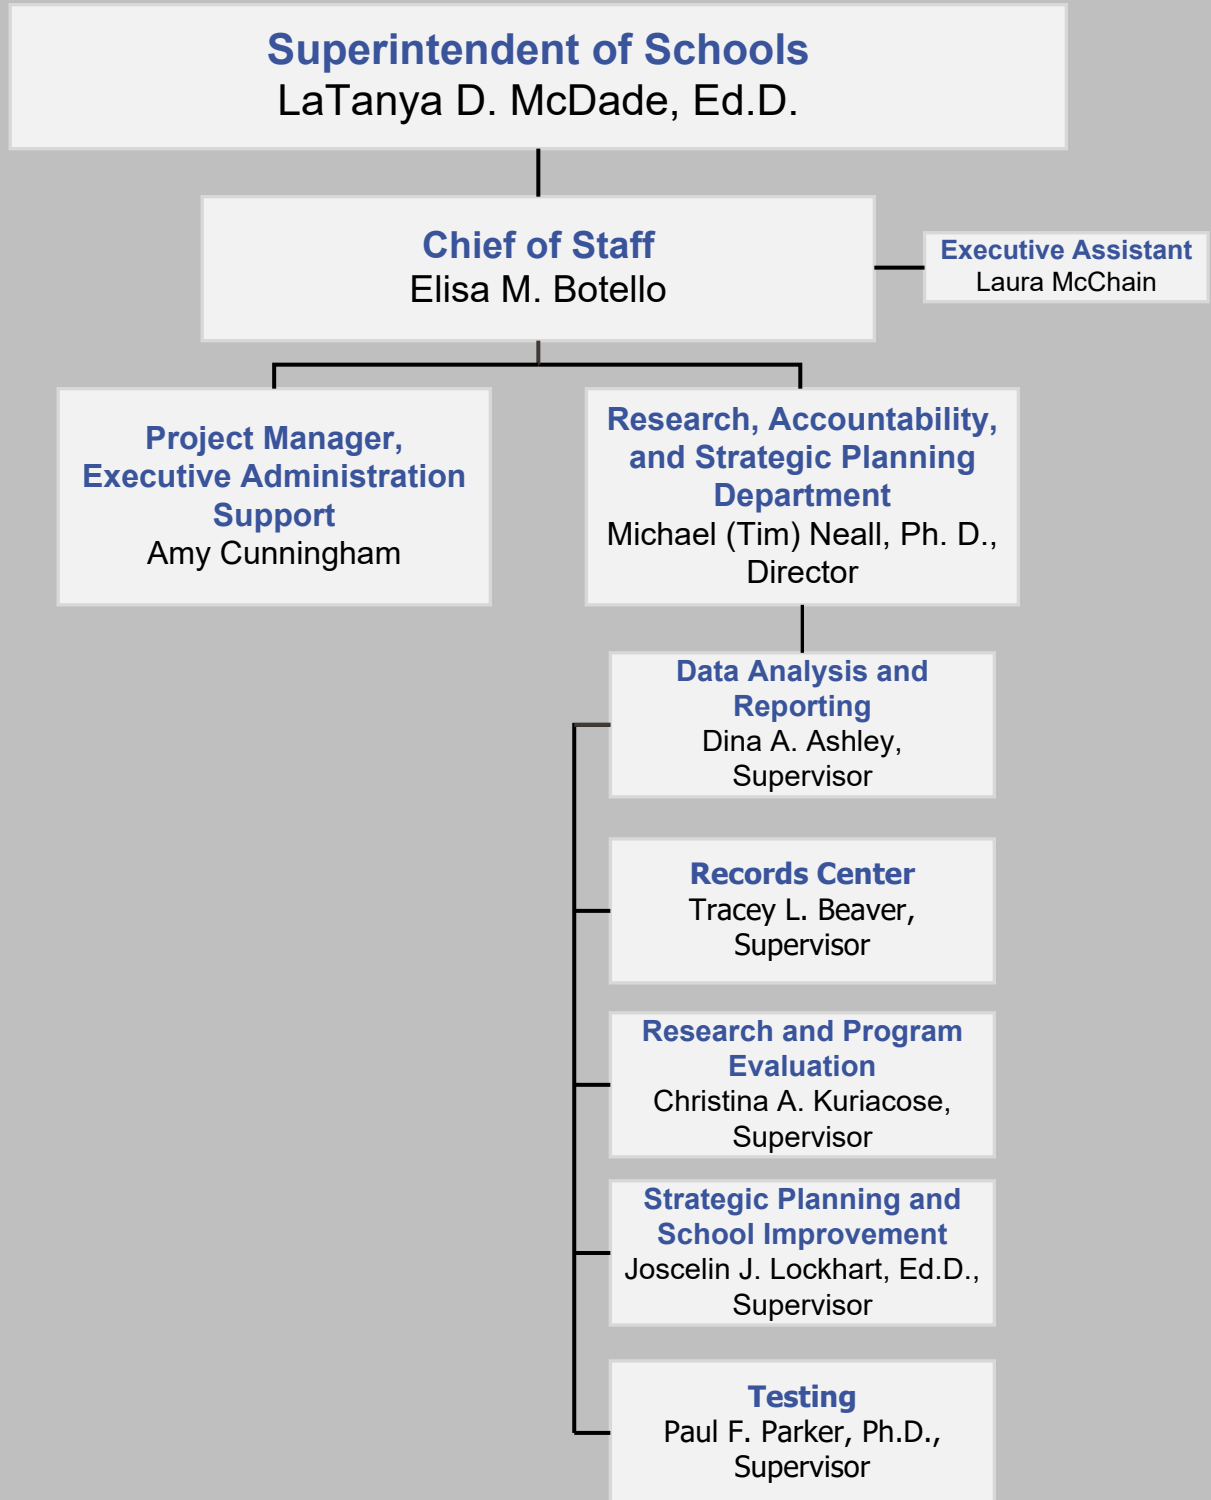 Superintendent of Schools
LaTanya D. McDade, Ed.D.
Chief of Staff
Elisa M. Botello
Executive Assistant
Laura McChain
Project Manager,
Executive Administration
Support
Amy Cunningham
Research, Accountability,
and Strategic Planning
Department
Michael (Tim) Neall, Ph. D.,
Director
Data Analysis and
Reporting
Dina A. Ashley,
Supervisor
Records Center
Tracey L. Beaver,
Supervisor
Research and Program
Evaluation
Christina A. Kuriacose,
Supervisor
Strategic Planning and
School Improvement
Joscelin J. Lockhart, Ed.D.,
Supervisor
Testing
Paul F. Parker, Ph.D.,
Supervisor